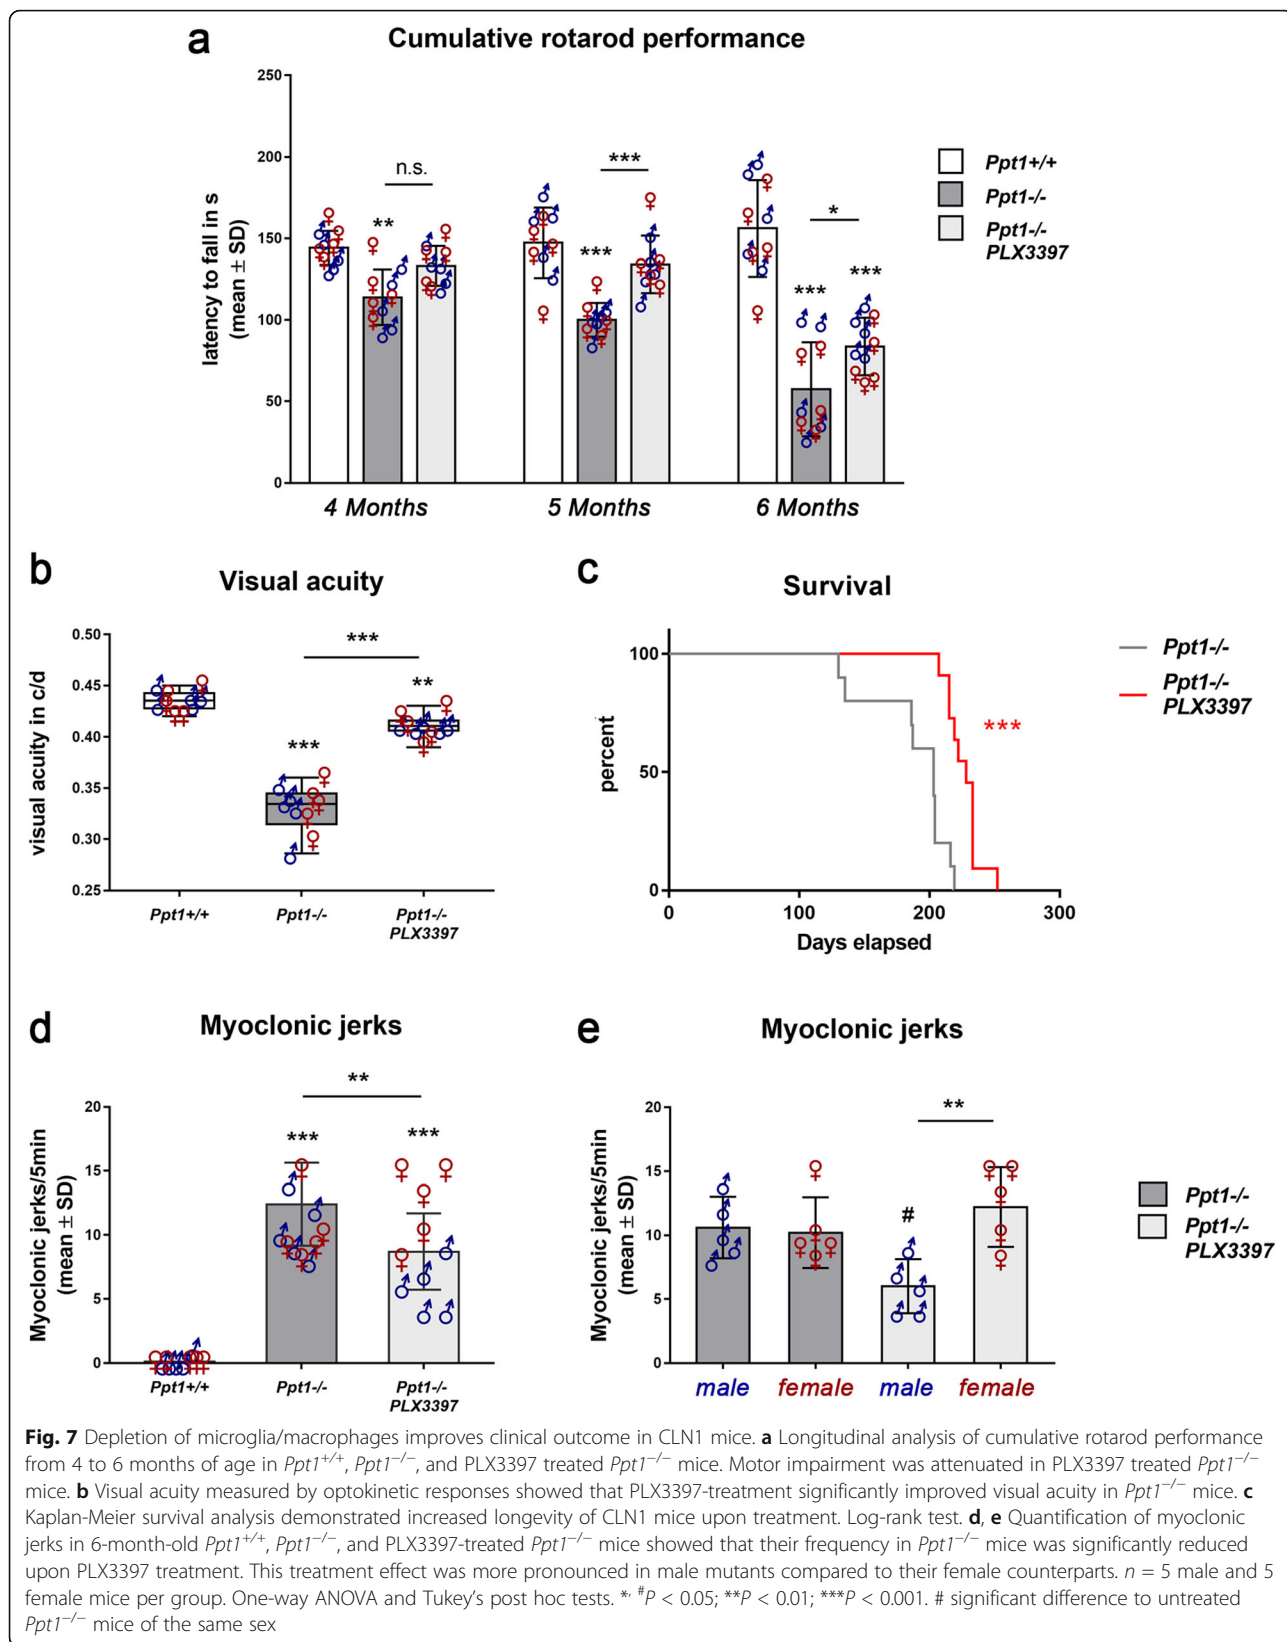 a
Cumulative rotarod performance
latency to fall in s
(mean ± SD)
250
200
150
100
50
0
n.s.
**
***
***
*
***
***
4 Months
5 Months
6 Months
Ppt1+/+
Ppt1-/-
Ppt1-/-
PLX3397
b
Visual acuity
visual acuity in c/d
0.50
0.45
0.40
0.35
0.30
0.25
***
***
**
Ppt1+/+
Ppt1-/-
Ppt1-/-
PLX3397
c
Survival
percent
100
50
0
0
100
200
300
Days elapsed
***
Ppt1-/-
Ppt1-/-
PLX3397
d
Myoclonic jerks
Myoclonic jerks/5min
(mean ± SD)
20
15
10
5
0
**
***
***
Ppt1+/+
Ppt1-/-
Ppt1-/-
PLX3397
e
Myoclonic jerks
Myoclonic jerks/5min
(mean ± SD)
20
15
10
5
0
**
#
male
female
male
female
Ppt1-/-
Ppt1-/-
PLX3397
Fig. 7 Depletion of microglia/macrophages improves clinical outcome in CLN1 mice. a Longitudinal analysis of cumulative rotarod performance
from 4 to 6 months of age in Ppt1+/+, Ppt1−/−, and PLX3397 treated Ppt1−/− mice. Motor impairment was attenuated in PLX3397 treated Ppt1−/−
mice. b Visual acuity measured by optokinetic responses showed that PLX3397-treatment significantly improved visual acuity in Ppt1−/− mice. c
Kaplan-Meier survival analysis demonstrated increased longevity of CLN1 mice upon treatment. Log-rank test. d, e Quantification of myoclonic
jerks in 6-month-old Ppt1+/+, Ppt1−/−, and PLX3397-treated Ppt1−/− mice showed that their frequency in Ppt1−/− mice was significantly reduced
upon PLX3397 treatment. This treatment effect was more pronounced in male mutants compared to their female counterparts. n = 5 male and 5
female mice per group. One-way ANOVA and Tukey's post hoc tests. *, #P < 0.05; **P < 0.01; ***P < 0.001. # significant difference to untreated
Ppt1−/− mice of the same sex